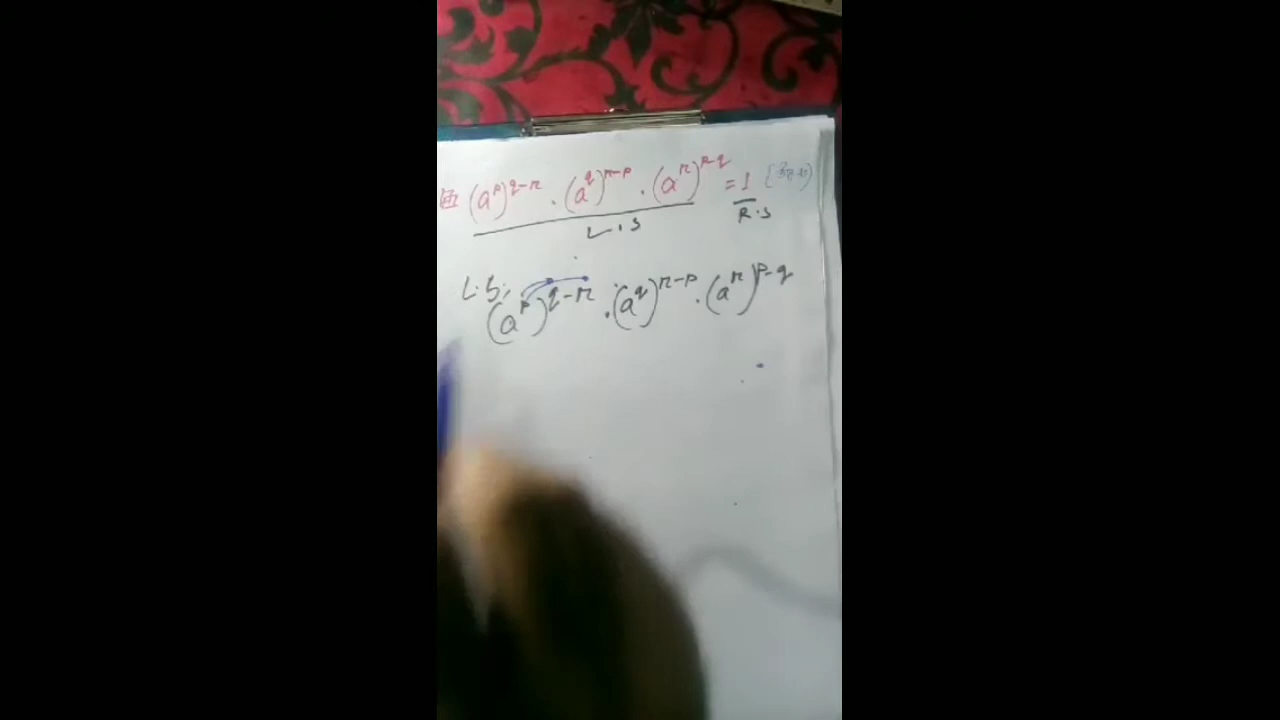 (a^p)^{q-r} . (a^q)^{r-p} . (a^r)^{p-q} = 1
L.S R.S
L.S;
(a^p)^{q-r} . (a^q)^{r-p} . (a^r)^{p-q}